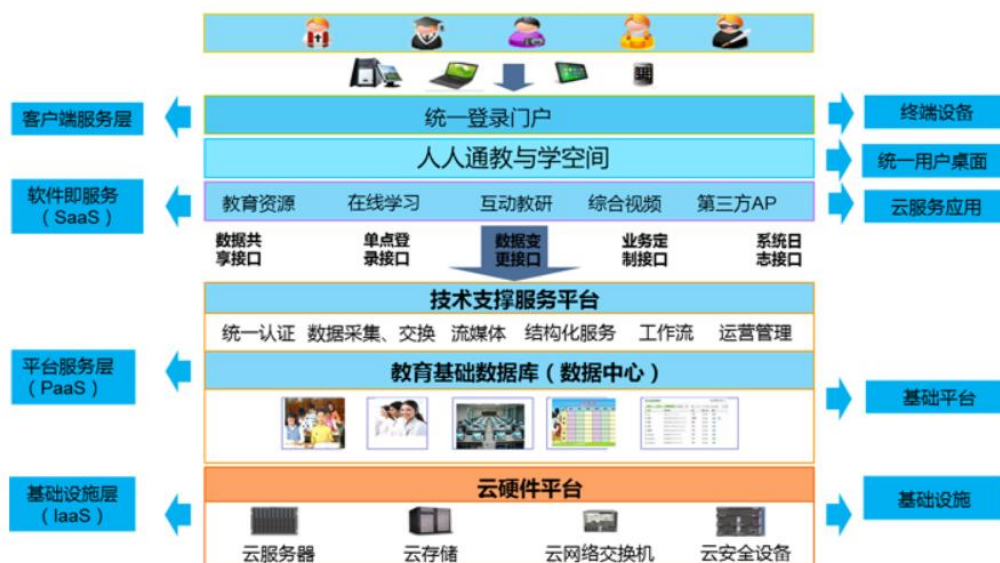 客户端服务层
统一登录门户
终端设备
人人通教与学空间
统一用户桌面
软件即服务
（SaaS）
教育资源 在线学习 互动教研 综合视频 第三方AP
云服务应用
数据共
享接口
单点登
录接口
数据变
更接口
业务定
制接口
系统日
志接口
技术支撑服务平台
统一认证 数据采集、交换 流媒体 结构化服务 工作流 运营管理
平台服务层
（PaaS）
教育基础数据库（数据中心）
基础平台
基础设施层
（IaaS）
云硬件平台
基础设施
云服务器 云存储 云网络交换机 云安全设备